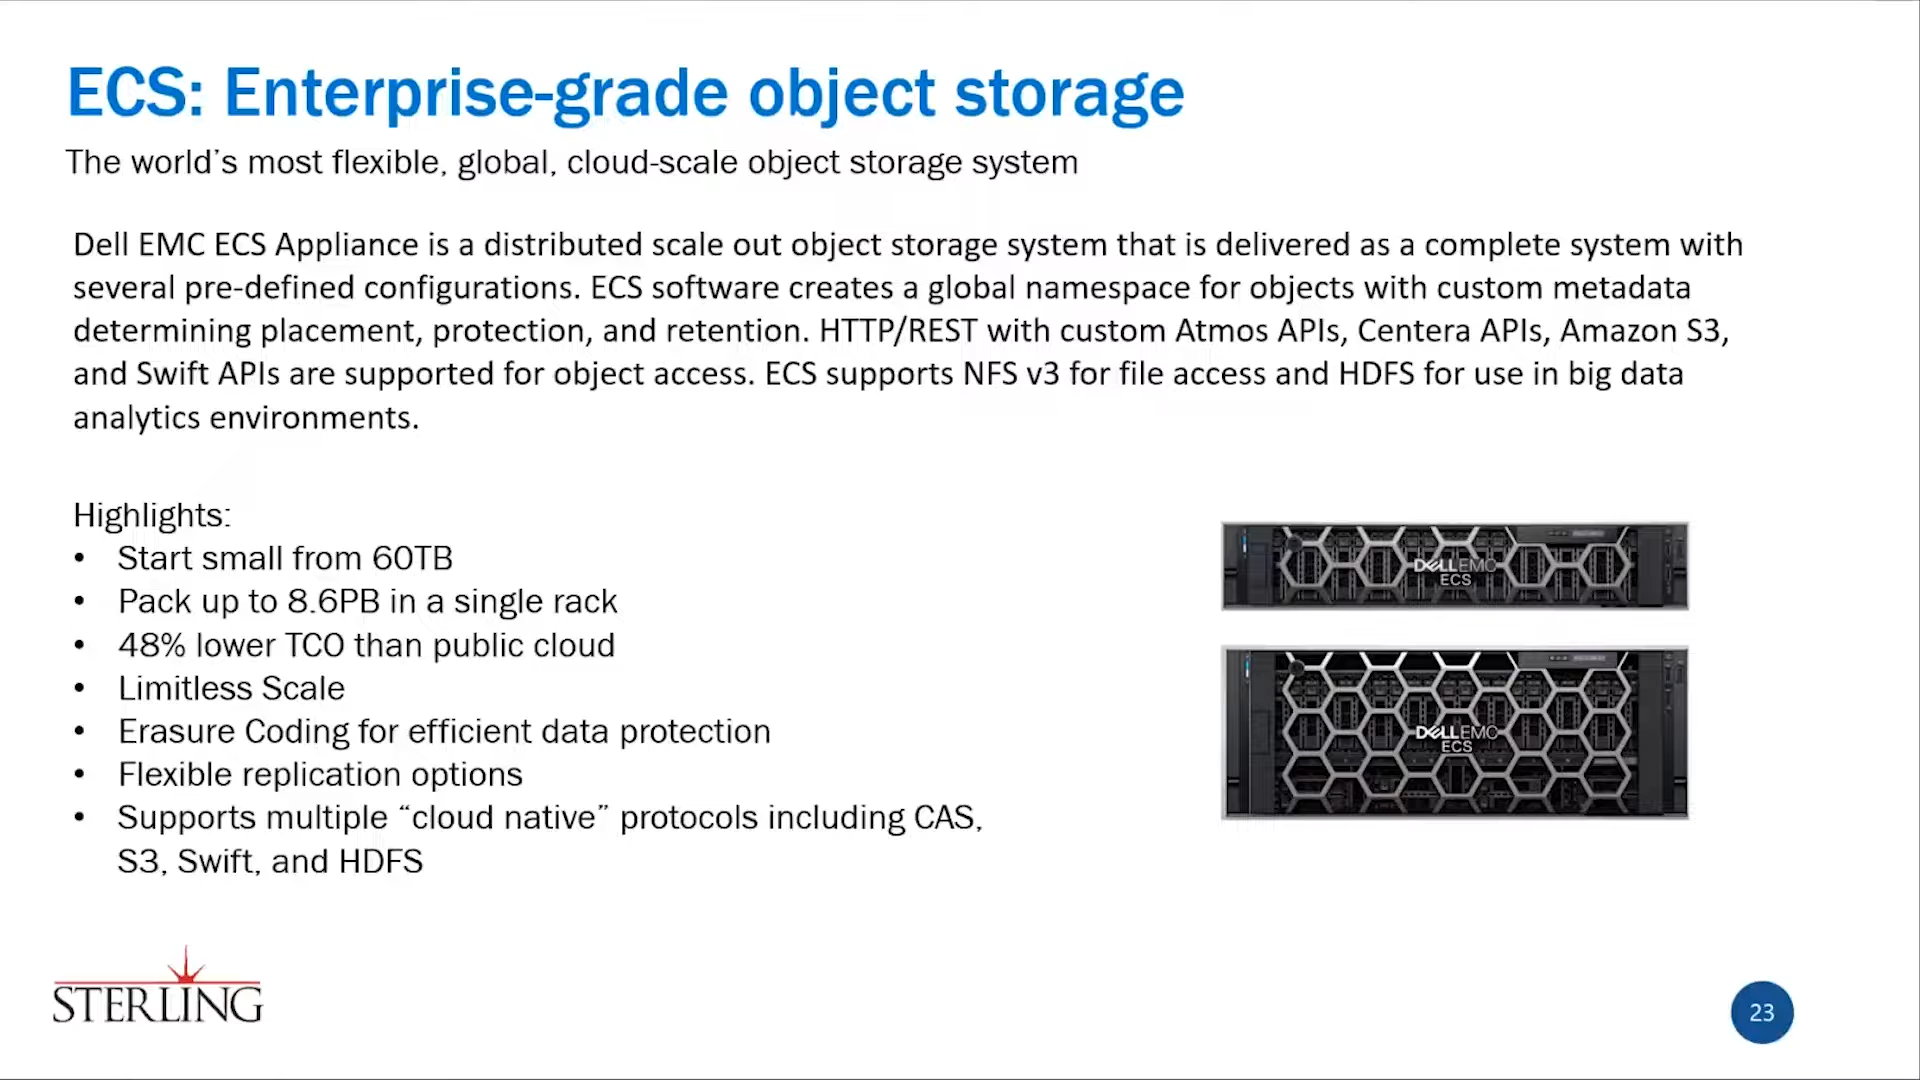 ECS: Enterprise-grade object storage
The world's most flexible, global, cloud-scale object storage system
Dell EMC ECS Appliance is a distributed scale out object storage system that is delivered as a complete system with
several pre-defined configurations. ECS software creates a global namespace for objects with custom metadata
determining placement, protection, and retention. HTTP/REST with custom Atmos APIs, Centera APIs, Amazon S3,
and Swift APIs are supported for object access. ECS supports NFS v3 for file access and HDFS for use in big data
analytics environments.
Highlights:
• Start small from 60TB
• Pack up to 8.6PB in a single rack
• 48% lower TCO than public cloud
• Limitless Scale
• Erasure Coding for efficient data protection
• Flexible replication options
• Supports multiple “cloud native” protocols including CAS,
S3, Swift, and HDFS
DELLEMC
ECS
DELLEMC
ECS
STERLING
23